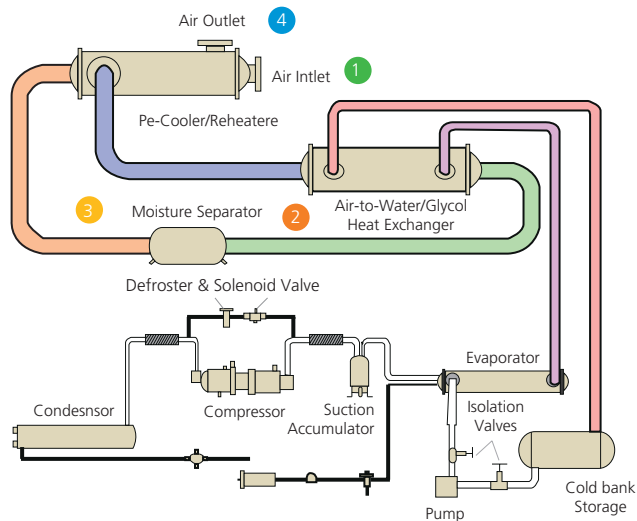 Air Outlet
4
Air Intlet
1
Pe-Cooler/Reheatere
3
Moisture Separator
2
Air-to-Water/Glycol
Heat Exchanger
Defroster & Solenoid Valve
Evaporator
Condesnsor
Compressor
Suction
Accumulator
Isolation
Valves
Pump
Cold bank
Storage